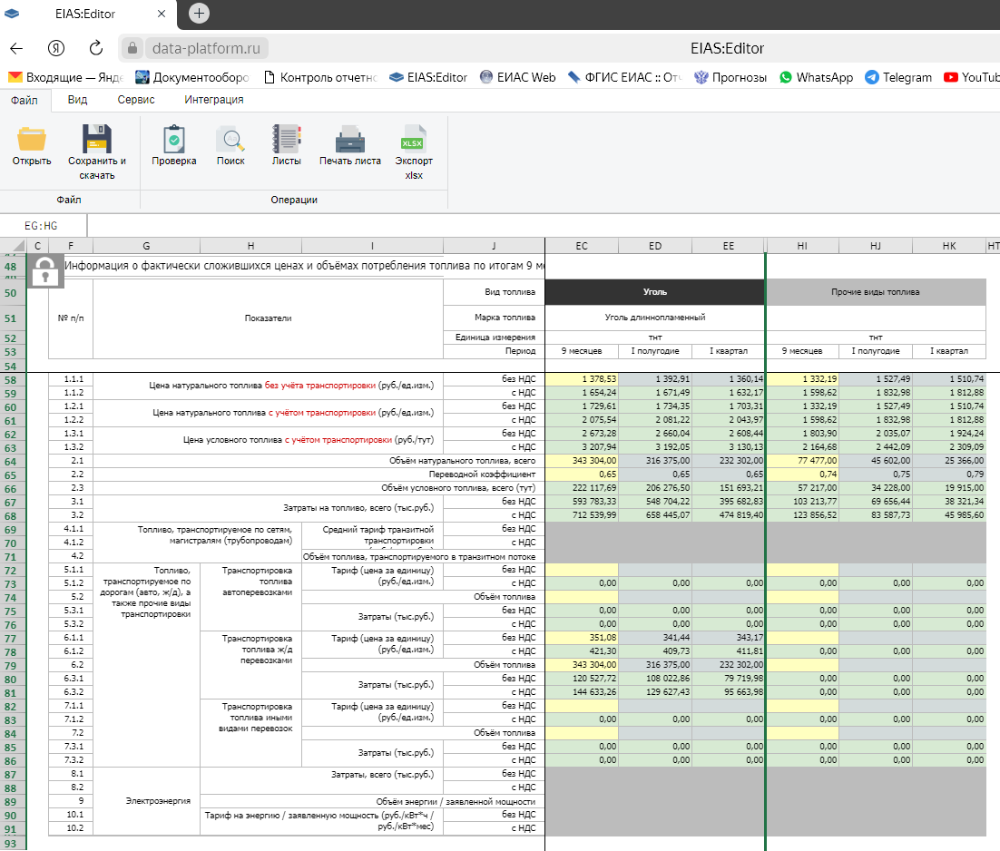 EIAS:Editor
data-platform.ru
EIAS:Editor
Входящие — Янде
Документооборо
Контроль отчетнс
EIAS:Editor
ЕИАС Web
ФГИС ЕИАС :: От
Прогнозы
WhatsApp
Telegram
YouTub
Файл Вид Сервис Интеграция
Открыть
Сохранить и скачать
Проверка
Поиск
Листы
Печать листа
XLSX
Экспорт xlsx
Файл
Операции
EG:HG
C F G H I J EC ED EE HI HJ HK HT
48 Информация о фактически сложившихся ценах и объёмах потребления топлива по итогам 9 ме
50 Вид топлива Уголь Прочие виды топлива
51 № п/п Показатели Марка топлива Уголь длиннопламенный
52 Единица измерения тнт тнт
53 Период 9 месяцев I полугодие I квартал 9 месяцев I полугодие I квартал
54
58 1.1.1 Цена натурального топлива без учёта транспортировки (руб./ед.изм.) без НДС 1 378,53 1 392,91 1 360,14 1 332,19 1 527,49 1 510,74
59 1.1.2 с НДС 1 654,24 1 671,49 1 632,17 1 598,62 1 832,98 1 812,88
60 1.2.1 Цена натурального топлива с учётом транспортировки (руб./ед.изм.) без НДС 1 729,61 1 734,35 1 703,31 1 332,19 1 527,49 1 510,74
61 1.2.2 с НДС 2 075,54 2 081,22 2 043,97 1 598,62 1 832,98 1 812,88
62 1.3.1 Цена условного топлива с учётом транспортировки (руб./тут) без НДС 2 673,28 2 660,04 2 608,44 1 803,90 2 035,07 1 924,24
63 1.3.2 с НДС 3 207,94 3 192,05 3 130,13 2 164,68 2 442,09 2 309,09
64 2.1 Объём натурального топлива, всего 343 304,00 316 375,00 232 302,00 77 477,00 45 602,00 25 366,00
65 2.2 Переводной коэффициент 0,65 0,65 0,65 0,74 0,75 0,79
66 2.3 Объём условного топлива, всего (тут) 222 117,69 206 276,50 151 693,21 57 217,00 34 228,00 19 915,00
67 3.1 Затраты на топливо, всего (тыс.руб.) без НДС 593 783,33 548 704,22 395 682,83 103 213,77 69 656,44 38 321,34
68 3.2 с НДС 712 539,99 658 445,07 474 819,40 123 856,52 83 587,73 45 985,60
69 4.1.1 Топливо, транспортируемое по сетям, магистралям (трубопроводам) Средний тариф транзитной транспортировки без НДС
70 4.1.2 с НДС
71 4.2 Объём топлива, транспортируемого в транзитном потоке
72 5.1.1 Топливо, транспортируемое по дорогам (авто, ж/д), а также прочие виды транспортировки Транспортировка топлива автоперевозками Тариф (цена за единицу) (руб./ед.изм.) без НДС
73 5.1.2 с НДС 0,00 0,00 0,00 0,00 0,00 0,00
74 5.2 Объём топлива
75 5.3.1 Затраты (тыс.руб.) без НДС 0,00 0,00 0,00 0,00 0,00 0,00
76 5.3.2 с НДС 0,00 0,00 0,00 0,00 0,00 0,00
77 6.1.1 Транспортировка топлива ж/д перевозками Тариф (цена за единицу) (руб./ед.изм.) без НДС 351,08 341,44 343,17
78 6.1.2 с НДС 421,30 409,73 411,81 0,00 0,00 0,00
79 6.2 Объём топлива 343 304,00 316 375,00 232 302,00
80 6.3.1 Затраты (тыс.руб.) без НДС 120 527,72 108 022,86 79 719,98 0,00 0,00 0,00
81 6.3.2 с НДС 144 633,26 129 627,43 95 663,98 0,00 0,00 0,00
82 7.1.1 Транспортировка топлива иными видами перевозок Тариф (цена за единицу) (руб./ед.изм.) без НДС
83 7.1.2 с НДС 0,00 0,00 0,00 0,00 0,00 0,00
84 7.2 Объём топлива
85 7.3.1 Затраты (тыс.руб.) без НДС 0,00 0,00 0,00 0,00 0,00 0,00
86 7.3.2 с НДС 0,00 0,00 0,00 0,00 0,00 0,00
87 8.1 Электроэнергия Затраты, всего (тыс.руб.) без НДС
88 8.2 с НДС
89 9 Объём энергии / заявленной мощности
90 10.1 Тариф на энергию / заявленную мощность (руб./кВт*ч / руб./кВт*мес) без НДС
91 10.2 с НДС
93